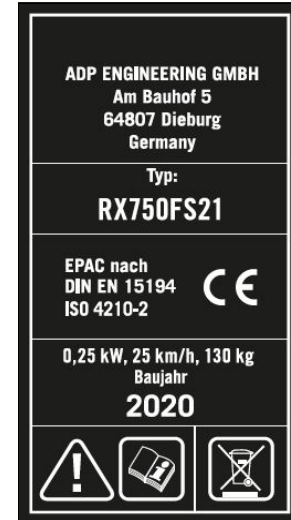 ADP ENGINEERING GMBH
Am Bauhof 5
64807 Dieburg
Germany
Typ:
RX750FS21
EPAC nach
DIN EN 15194
ISO 4210-2
CE
0,25 kW, 25 km/h, 130 kg
Baujahr
2020